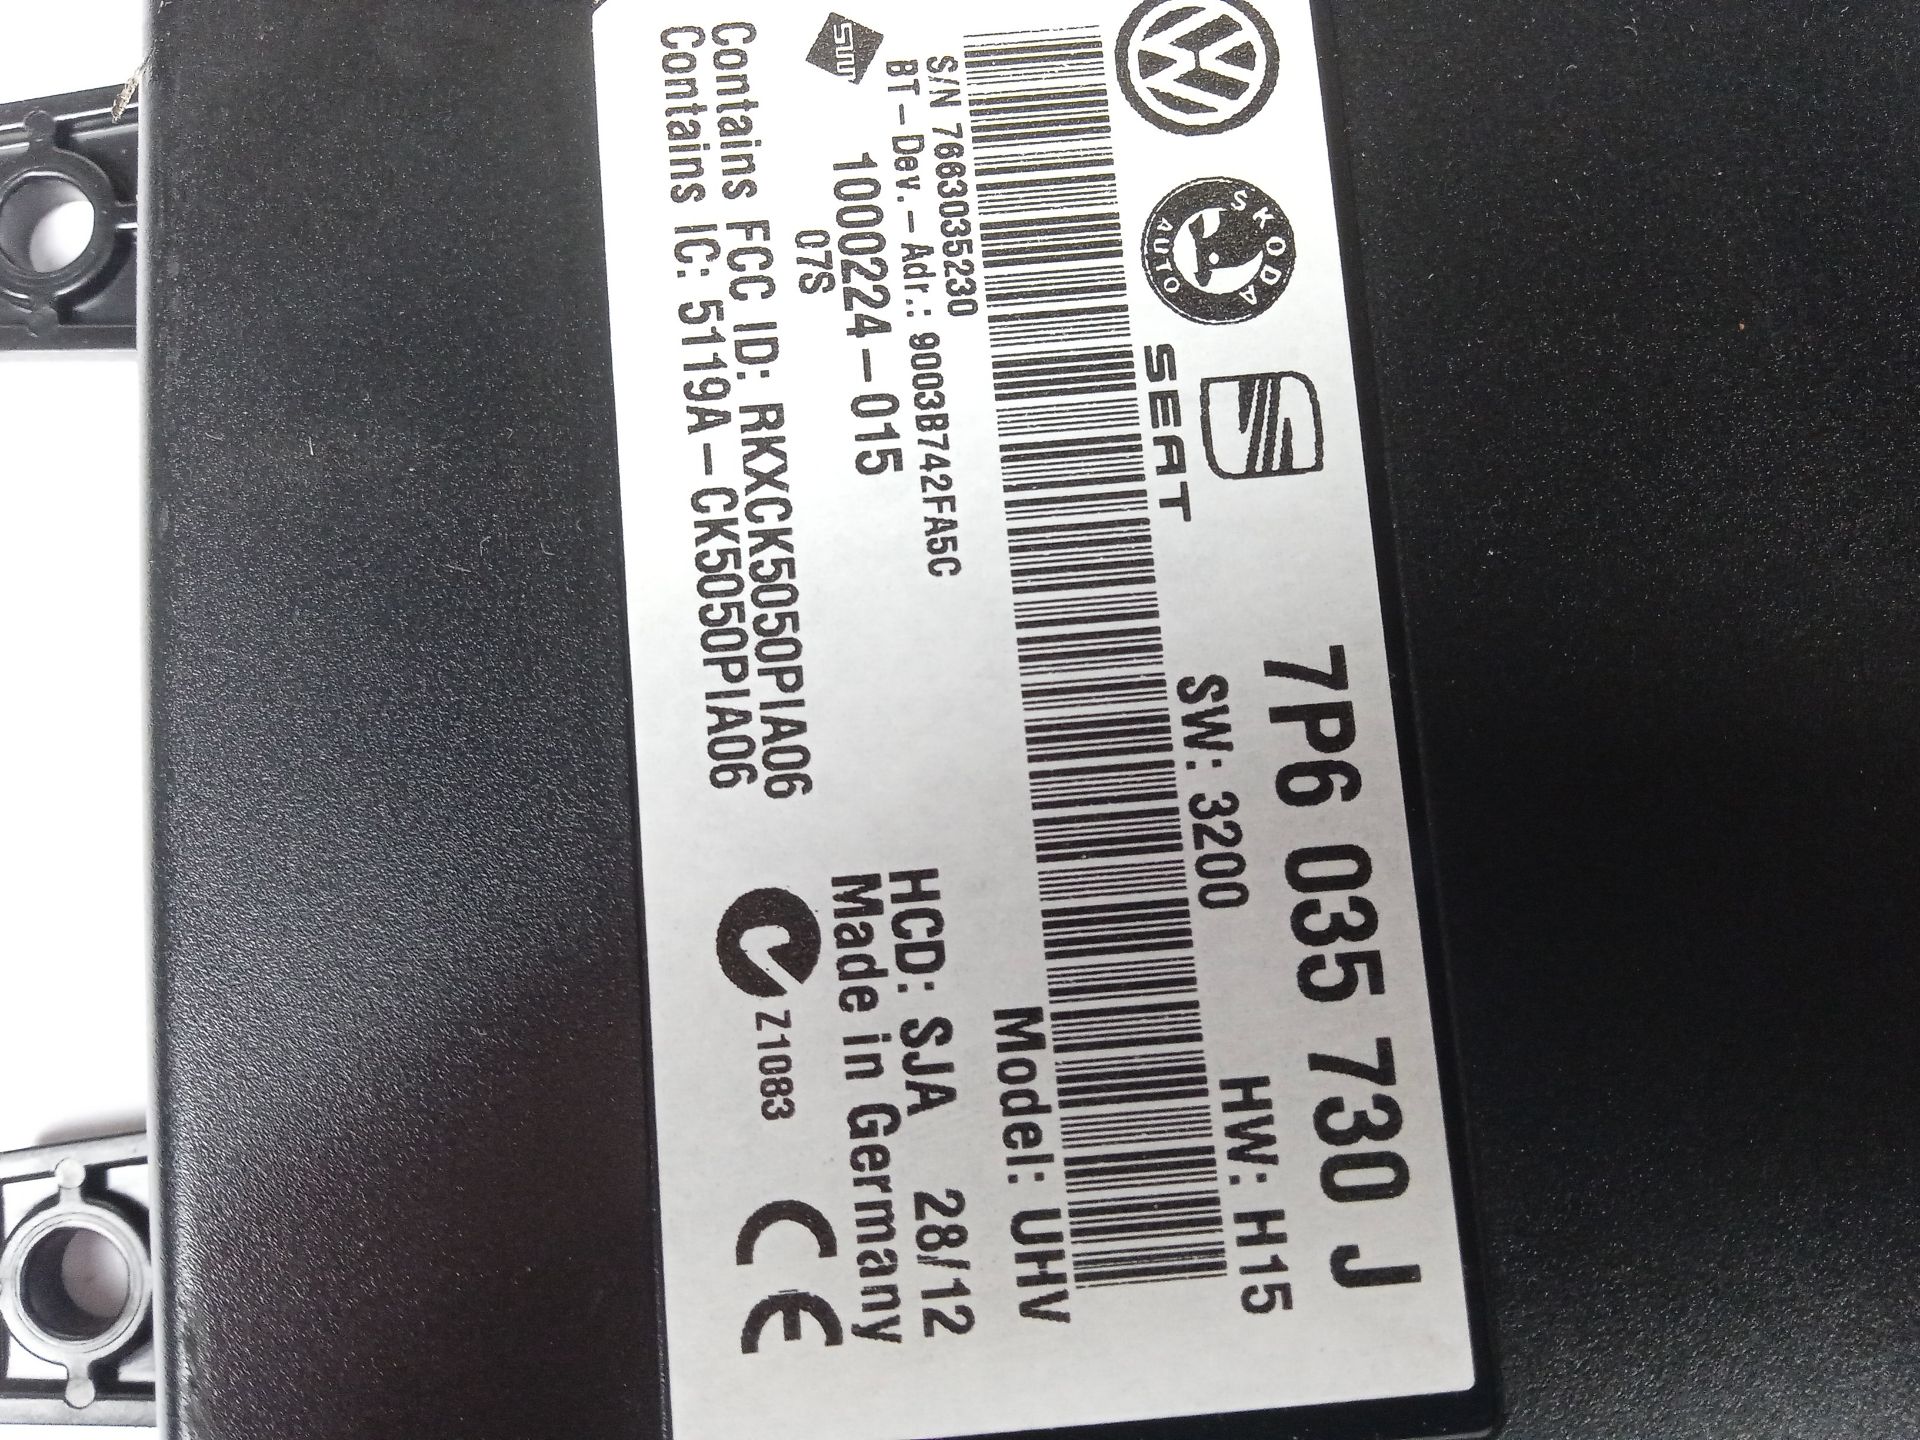 7P6 035 730 J
SW: 3200 HW: H15
SKODA
AUTO
SEAT
S/N 7663035230
BT-Dev.-Adr.: 9003B742FA5C
Model: UHV
1000224-015
07S
HCD: SJA 28/12
Made in Germany
Contains FCC ID: RKXCK5050PIA06
Contains IC: 5119A-CK5050PIA06
Z1083
CE